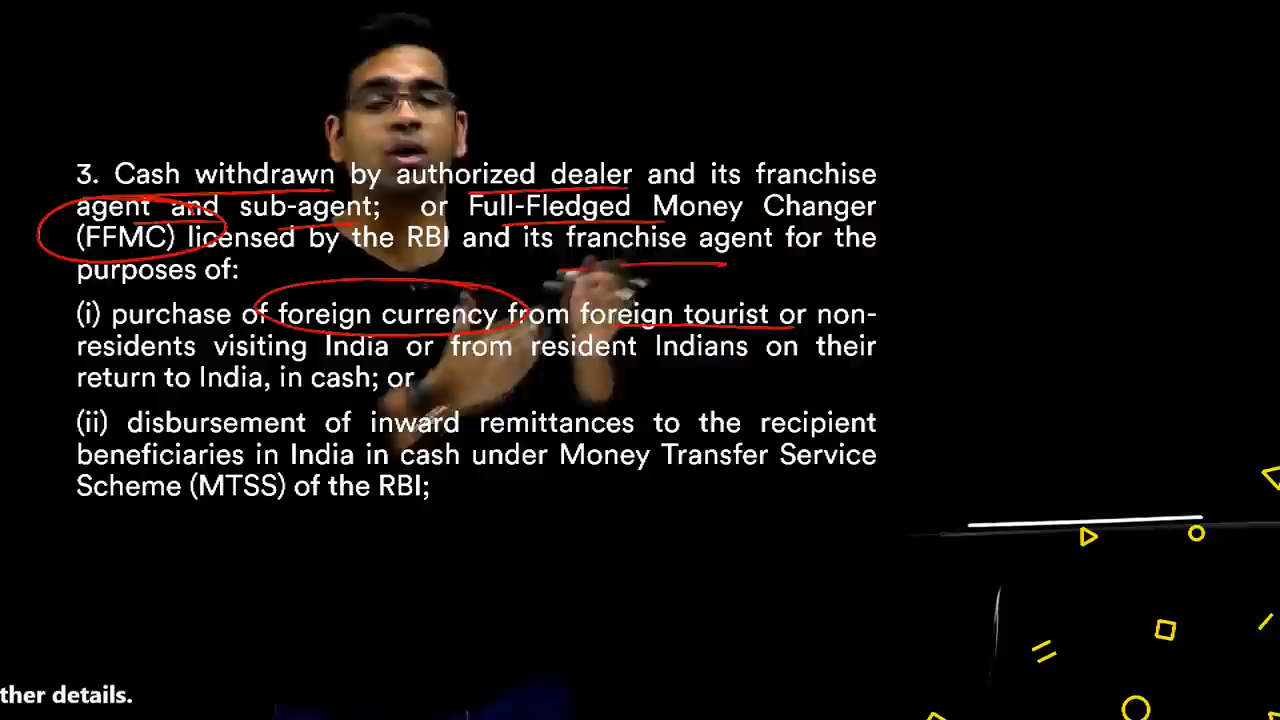 3. Cash withdrawn by authorized dealer and its franchise
agent and sub-agent; or Full-Fledged Money Changer
(FFMC) licensed by the RBI and its franchise agent for the
purposes of:
(i) purchase of foreign currency from foreign tourist or non-
residents visiting India or from resident Indians on their
return to India, in cash; or
(ii) disbursement of inward remittances to the recipient
beneficiaries in India in cash under Money Transfer Service
Scheme (MTSS) of the RBI;
ther details.